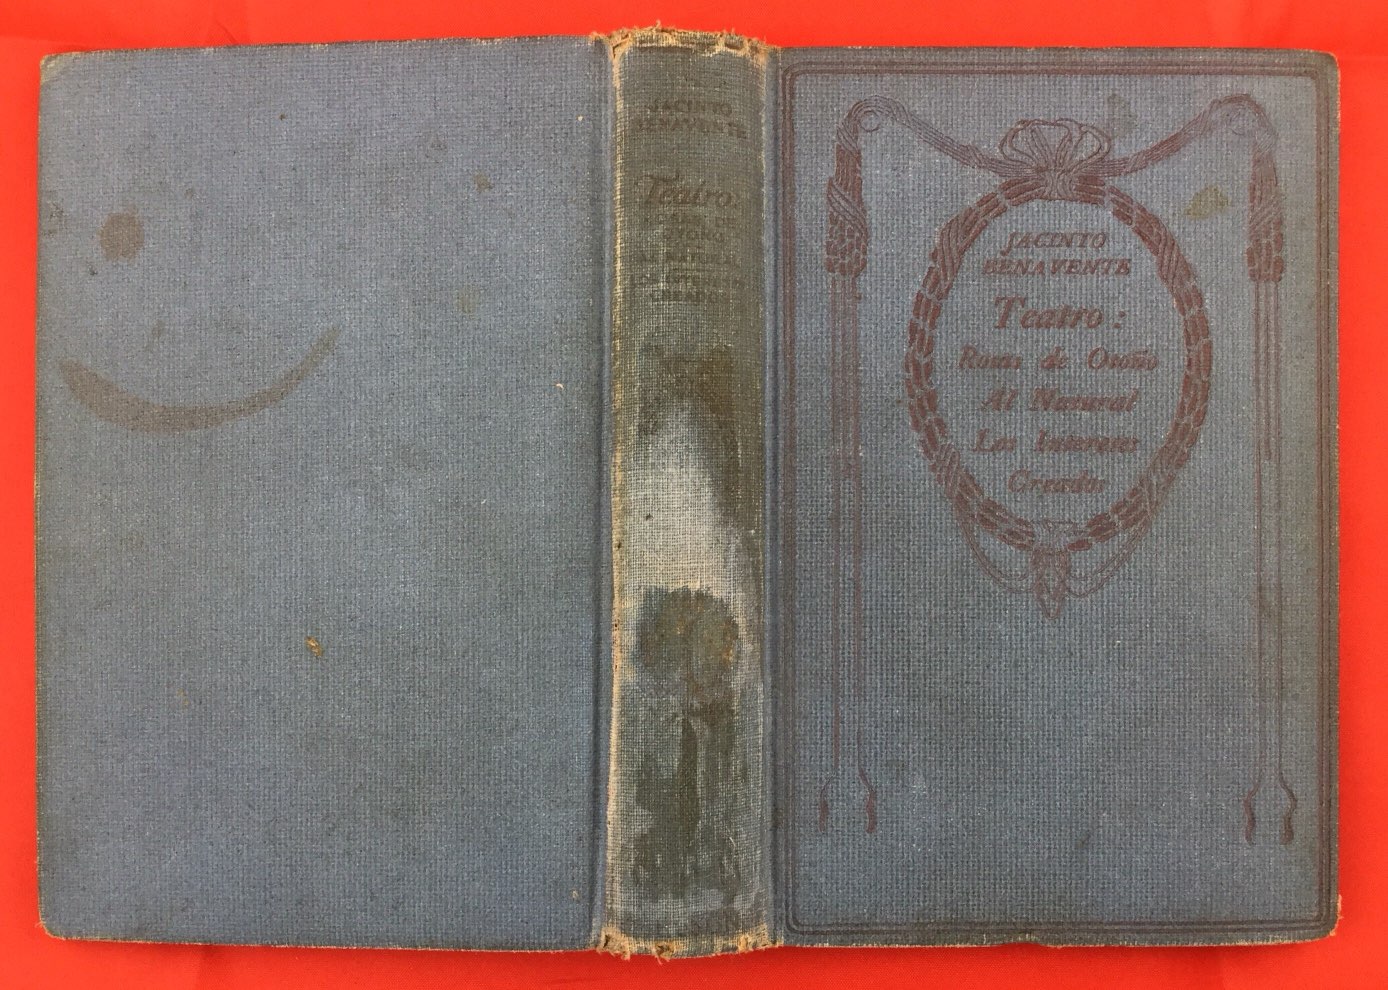 JACINTO
BENAVENTE
Teatro:
JACINTO
BENAVENTE
Teatro:
Rosas de Otoño
Al Natural
Los Intereses
Creados